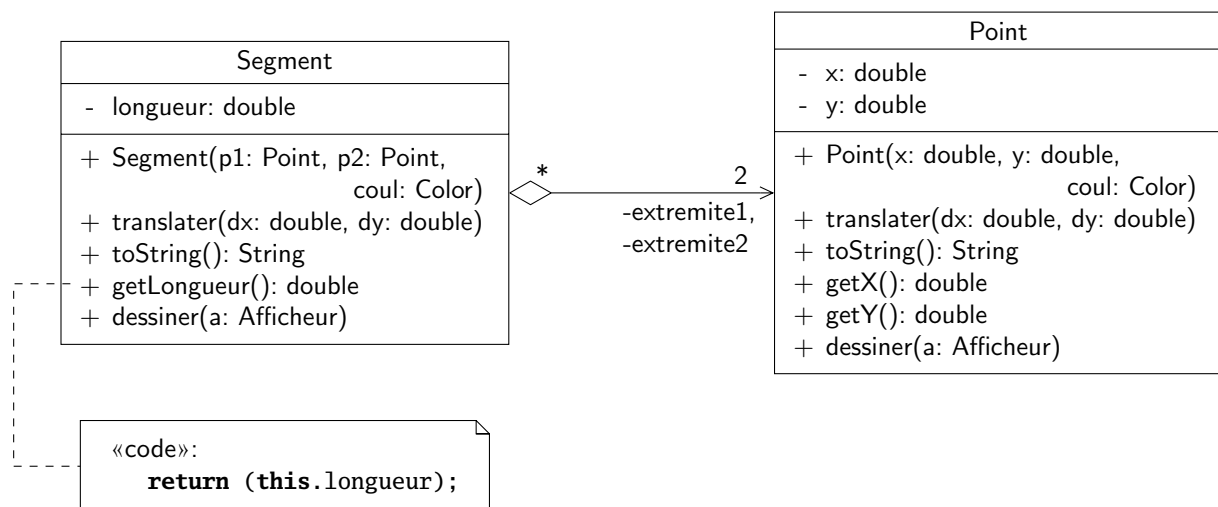 Segment
- longueur: double
+ Segment(p1: Point, p2: Point,
coul: Color)
+ translater(dx: double, dy: double)
+ toString(): String
+ getLongueur(): double
+ dessiner(a: Afficheur)
*
2
-extremite1,
-extremite2
Point
- x: double
- y: double
+ Point(x: double, y: double,
coul: Color)
+ translater(dx: double, dy: double)
+ toString(): String
+ getX(): double
+ getY(): double
+ dessiner(a: Afficheur)
«code»:
return (this.longueur);